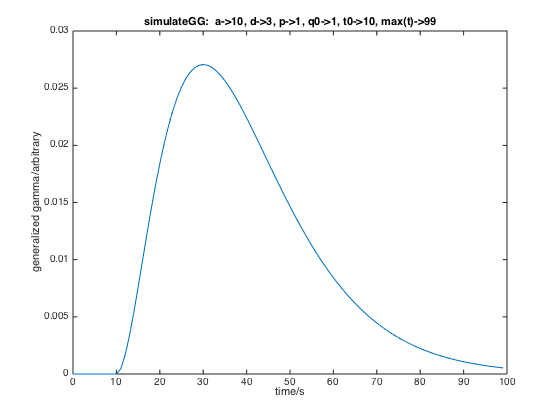 simulateGG: a->10, d->3, p->1, q0->1, t0->10, max(t)->99
0.03
0.025
0.02
0.015
0.01
0.005
0
generalized gamma/arbitrary
0 10 20 30 40 50 60 70 80 90 100
time/s